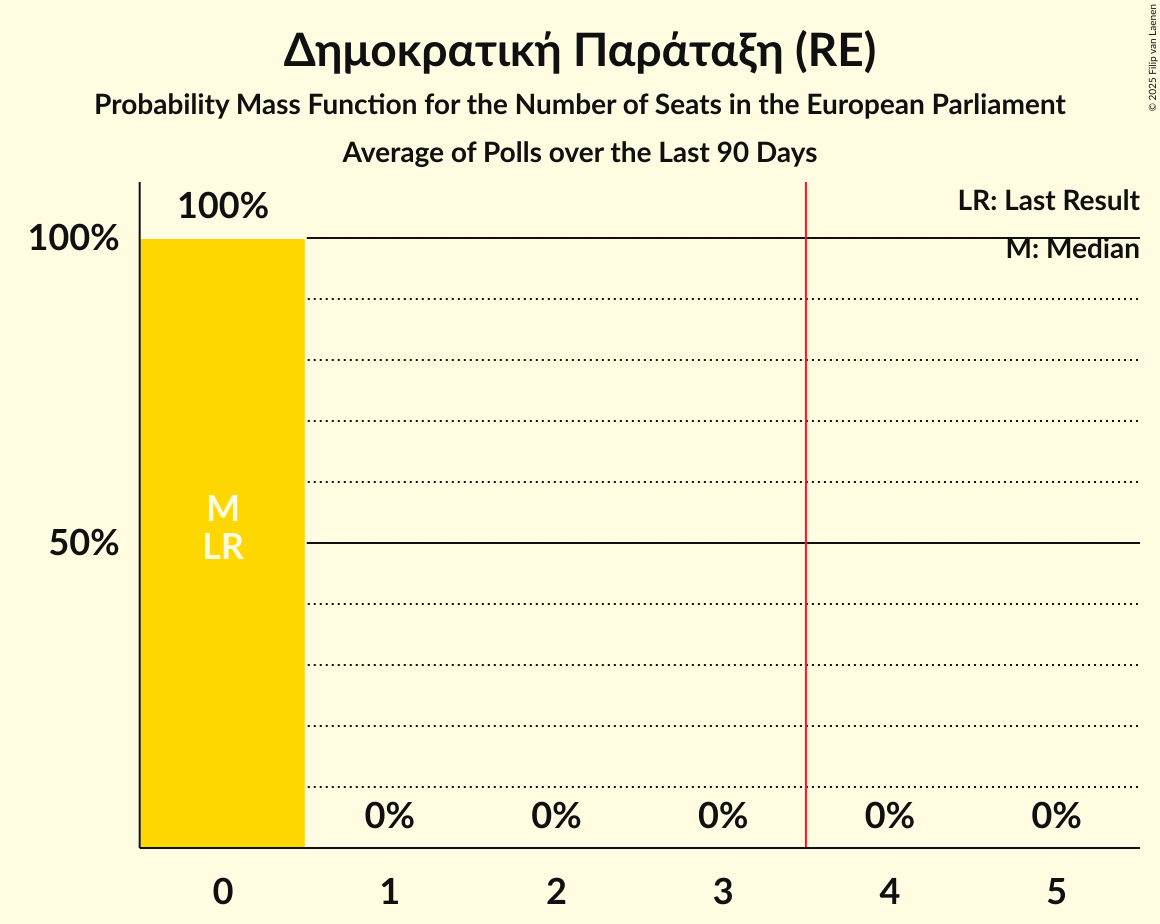 Δημοκρατική Παράταξη (RE)
Probability Mass Function for the Number of Seats in the European Parliament
Average of Polls over the Last 90 Days
© 2025 Filip van Laenen
LR: Last Result
M: Median
100%
100%
50%
M
LR
0% 0% 0% 0% 0%
0 1 2 3 4 5